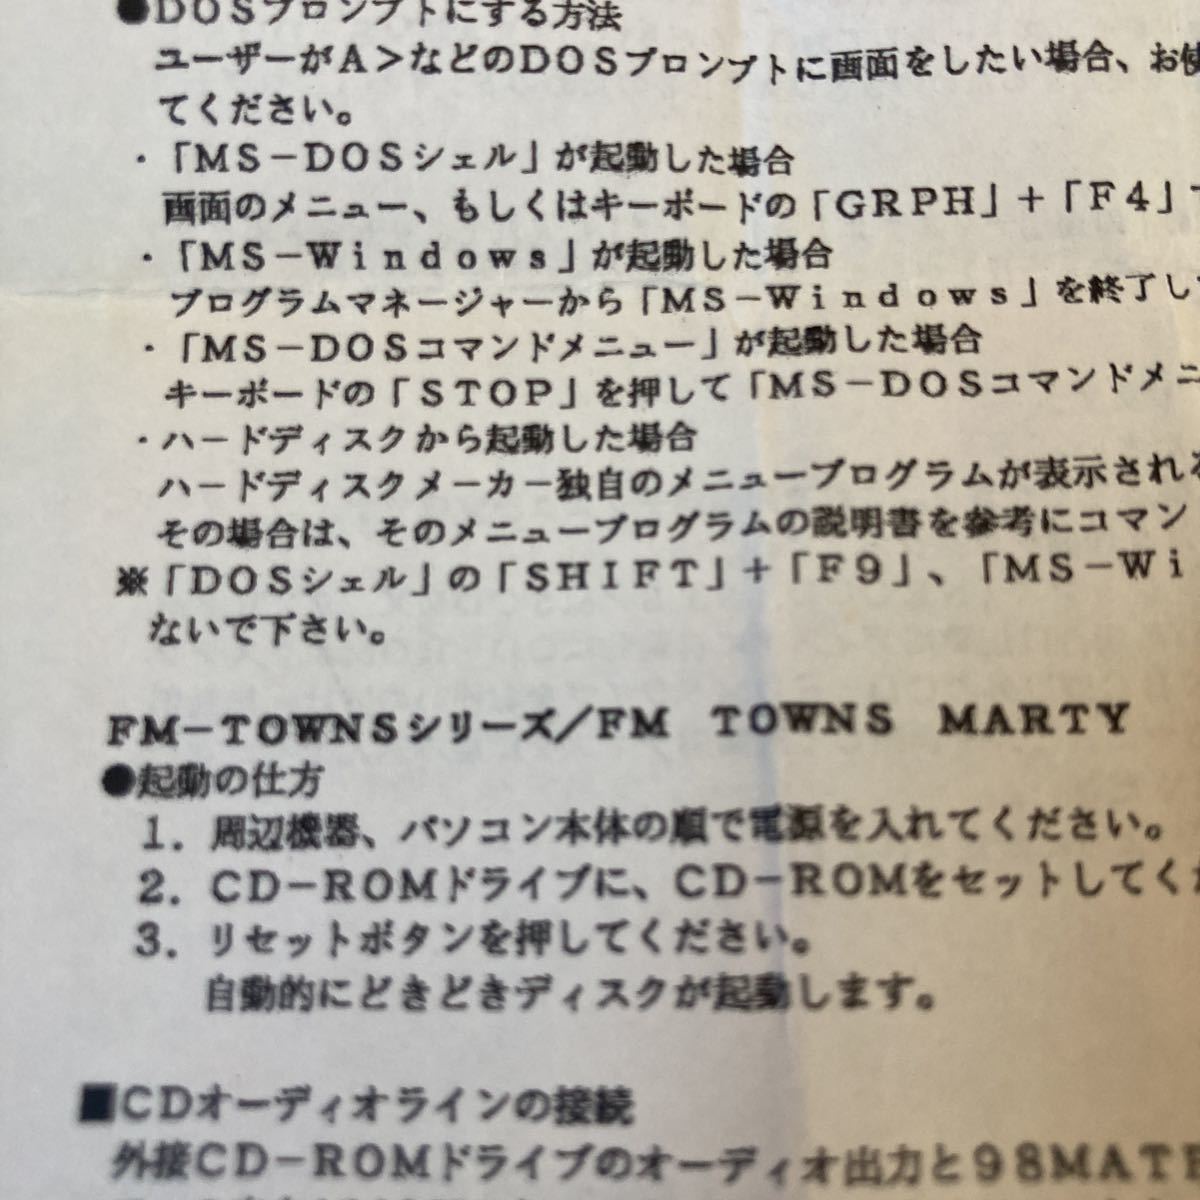 ●DOSプロンプトにする方法
ユーザーがA＞などのDOSプロンプトに画面をしたい場合、お使
てください。
・「MS－DOSシェル」が起動した場合
画面のメニュー、もしくはキーボードの「GRPH」＋「F4」
・「MS－Windows」が起動した場合
プログラムマネージャーから「MS－Windows」を終了し
・「MS－DOSコマンドメニュー」が起動した場合
キーボードの「STOP」を押して「MS－DOSコマンドメニ
・ハードディスクから起動した場合
ハードディスクメーカー独自のメニュープログラムが表示され
その場合は、そのメニュープログラムの説明書を参考にコマン
※「DOSシェル」の「SHIFT」＋「F9」、「MS－Wi
ないで下さい。
FM－TOWNSシリーズ／FM TOWNS MARTY
●起動の仕方
1．周辺機器、パソコン本体の順で電源を入れてください。
2．CD－ROMドライブに、CD－ROMをセットしてくだ
3．リセットボタンを押してください。
自動的にどきどきディスクが起動します。
■CDオーディオラインの接続
外接CD－ROMドライブのオーディオ出力と98MATE